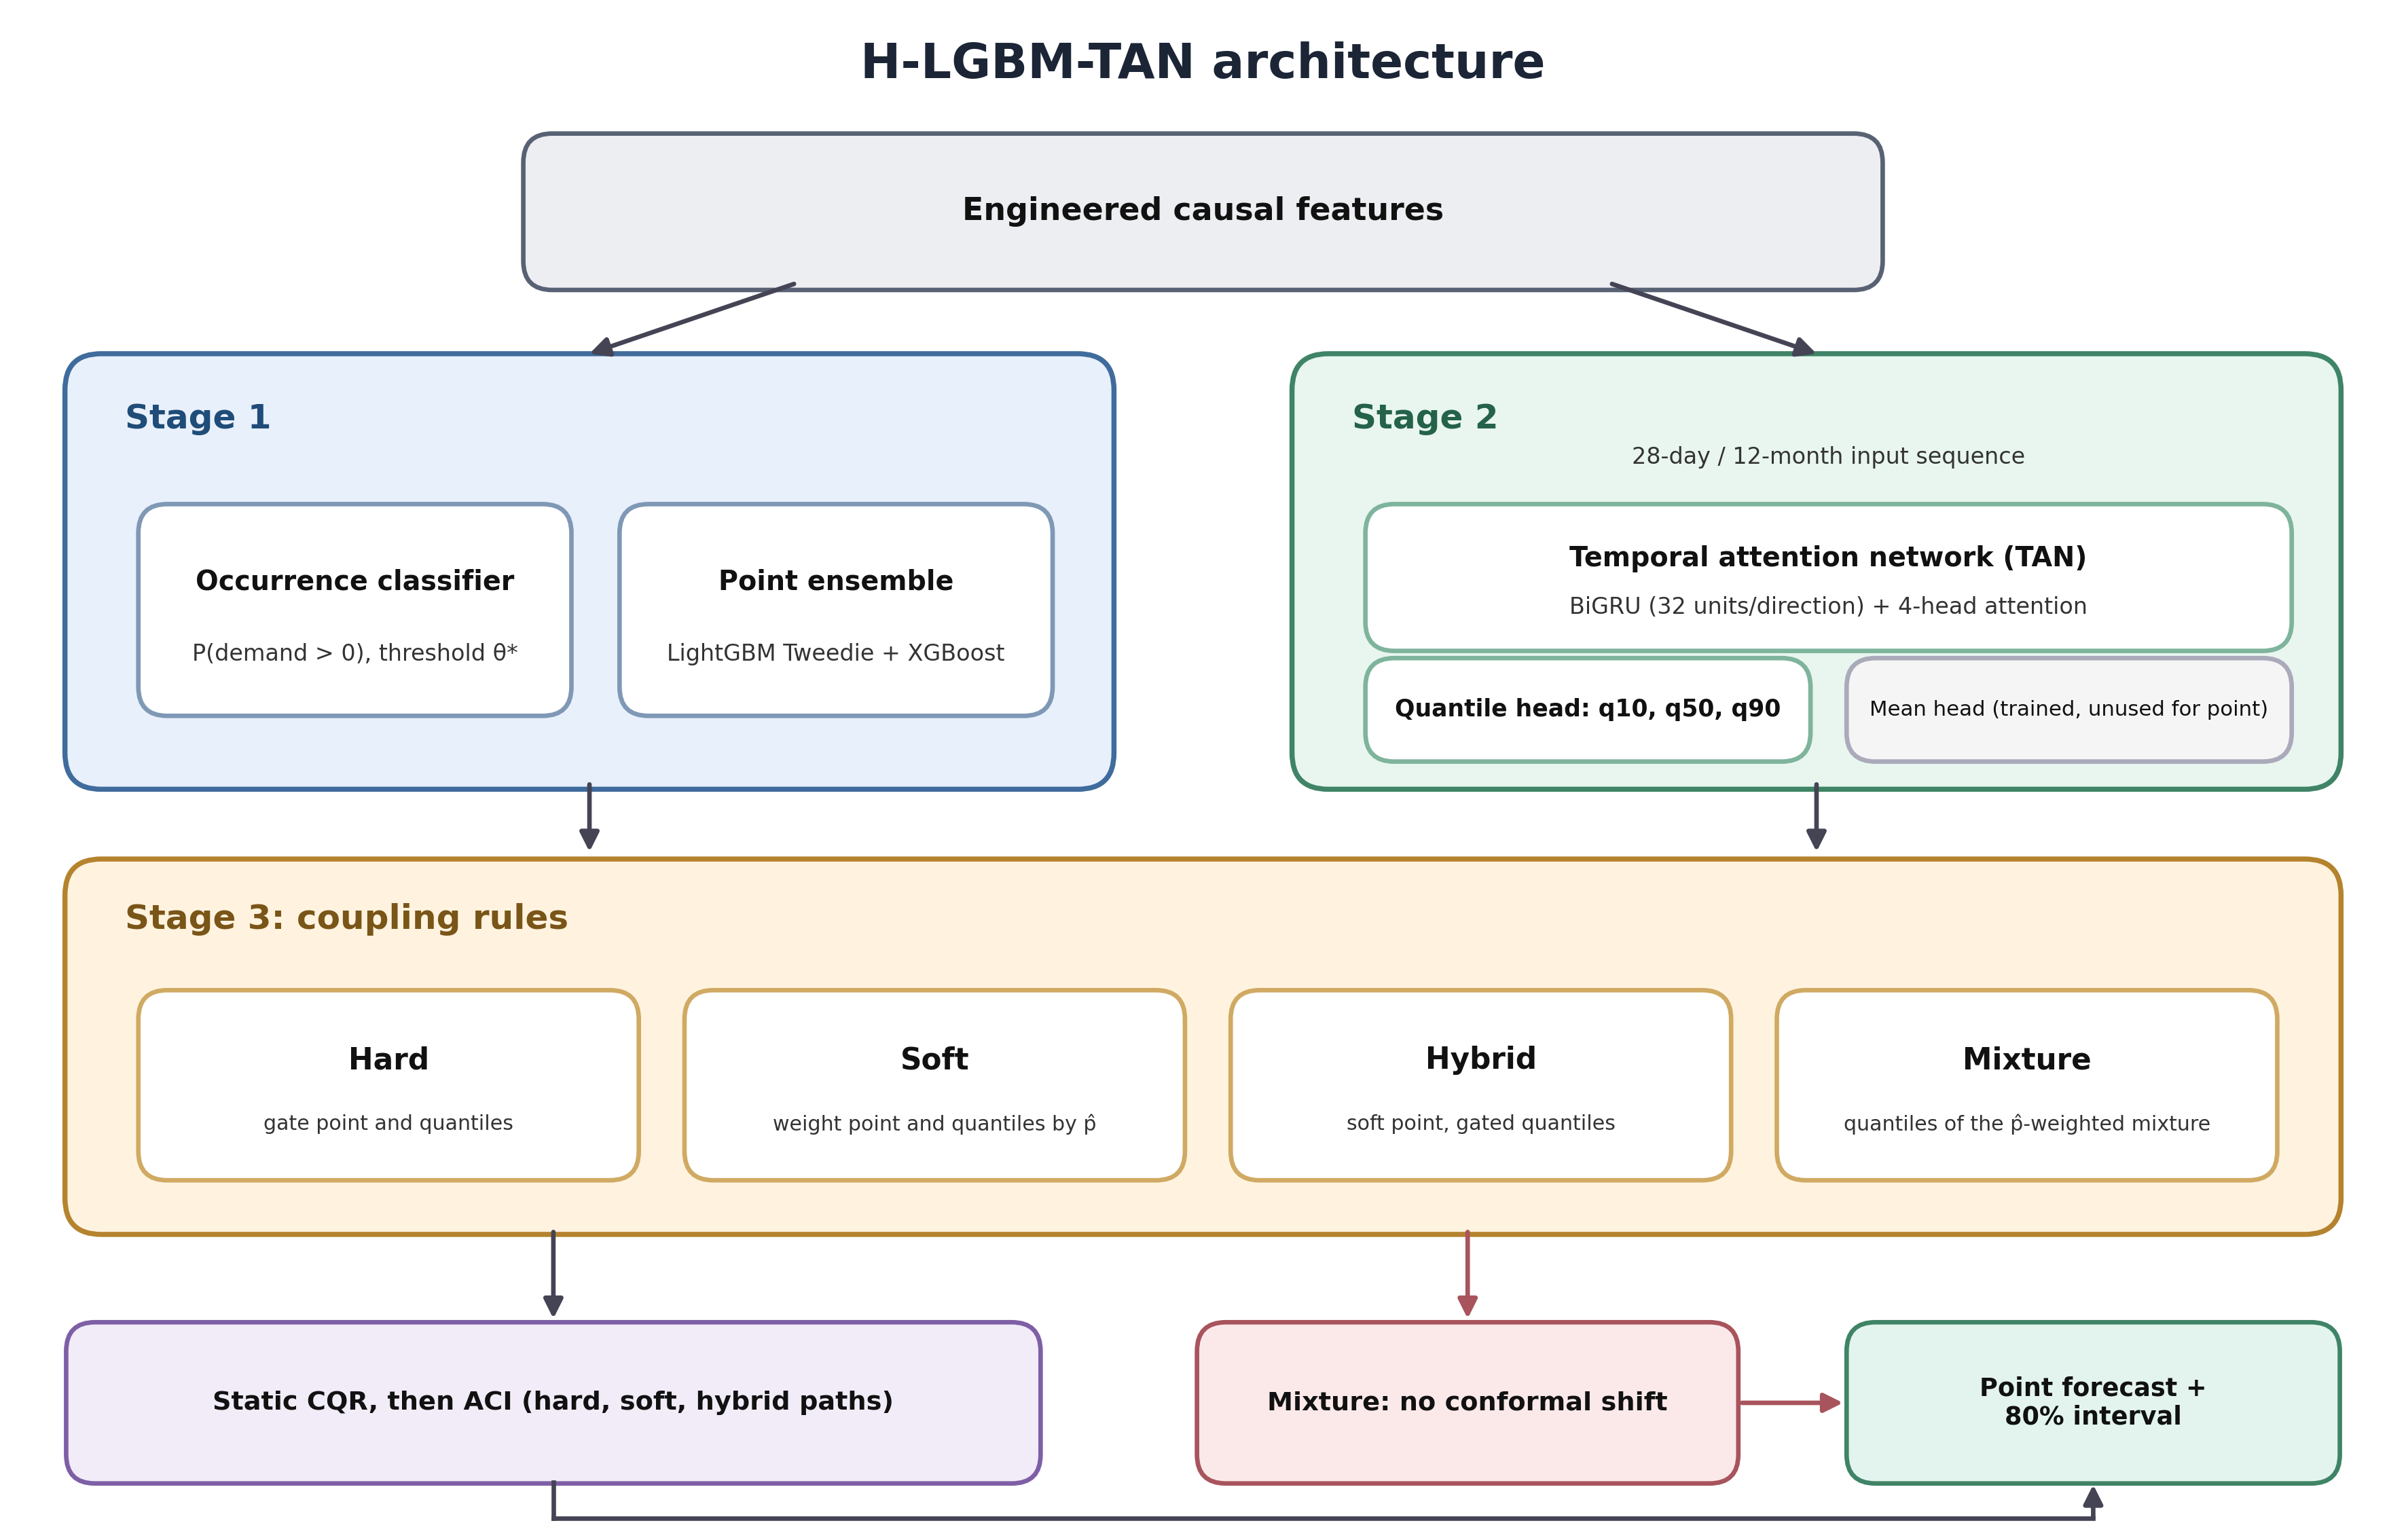 H-LGBM-TAN architecture
Engineered causal features
Stage 1
Occurrence classifier
P(demand > 0), threshold θ*
Point ensemble
LightGBM Tweedie + XGBoost
Stage 2
28-day / 12-month input sequence
Temporal attention network (TAN)
BiGRU (32 units/direction) + 4-head attention
Quantile head: q10, q50, q90
Mean head (trained, unused for point)
Stage 3: coupling rules
Hard
gate point and quantiles
Soft
weight point and quantiles by p̂
Hybrid
soft point, gated quantiles
Mixture
quantiles of the p̂-weighted mixture
Static CQR, then ACI (hard, soft, hybrid paths)
Mixture: no conformal shift
Point forecast +
80% interval